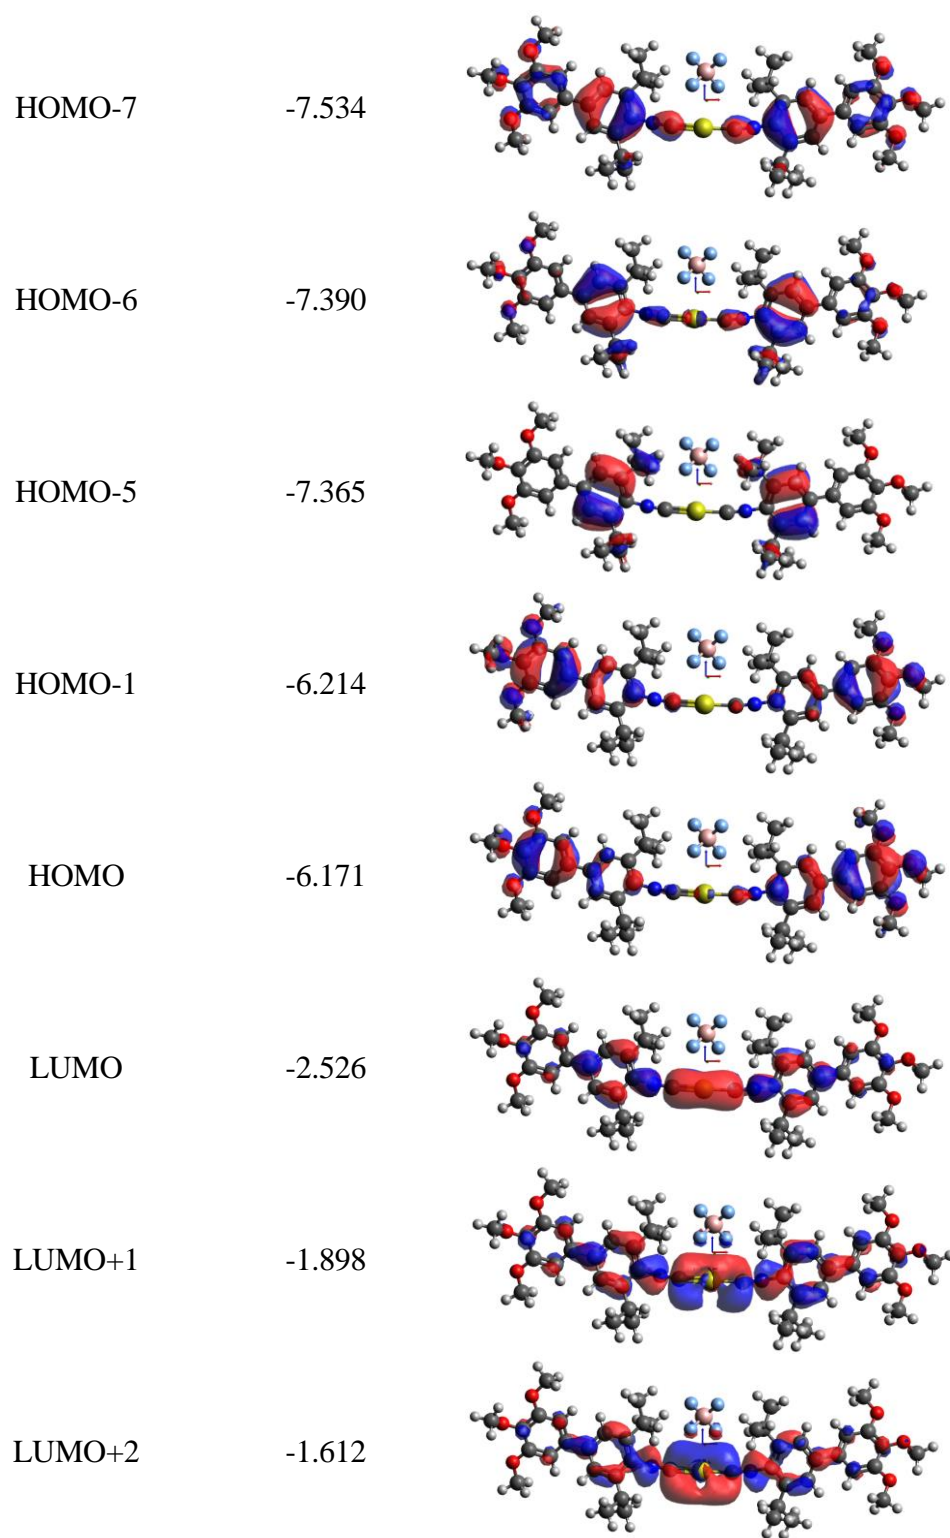 HOMO-7 -7.534
HOMO-6 -7.390
HOMO-5 -7.365
HOMO-1 -6.214
HOMO -6.171
LUMO -2.526
LUMO+1 -1.898
LUMO+2 -1.612